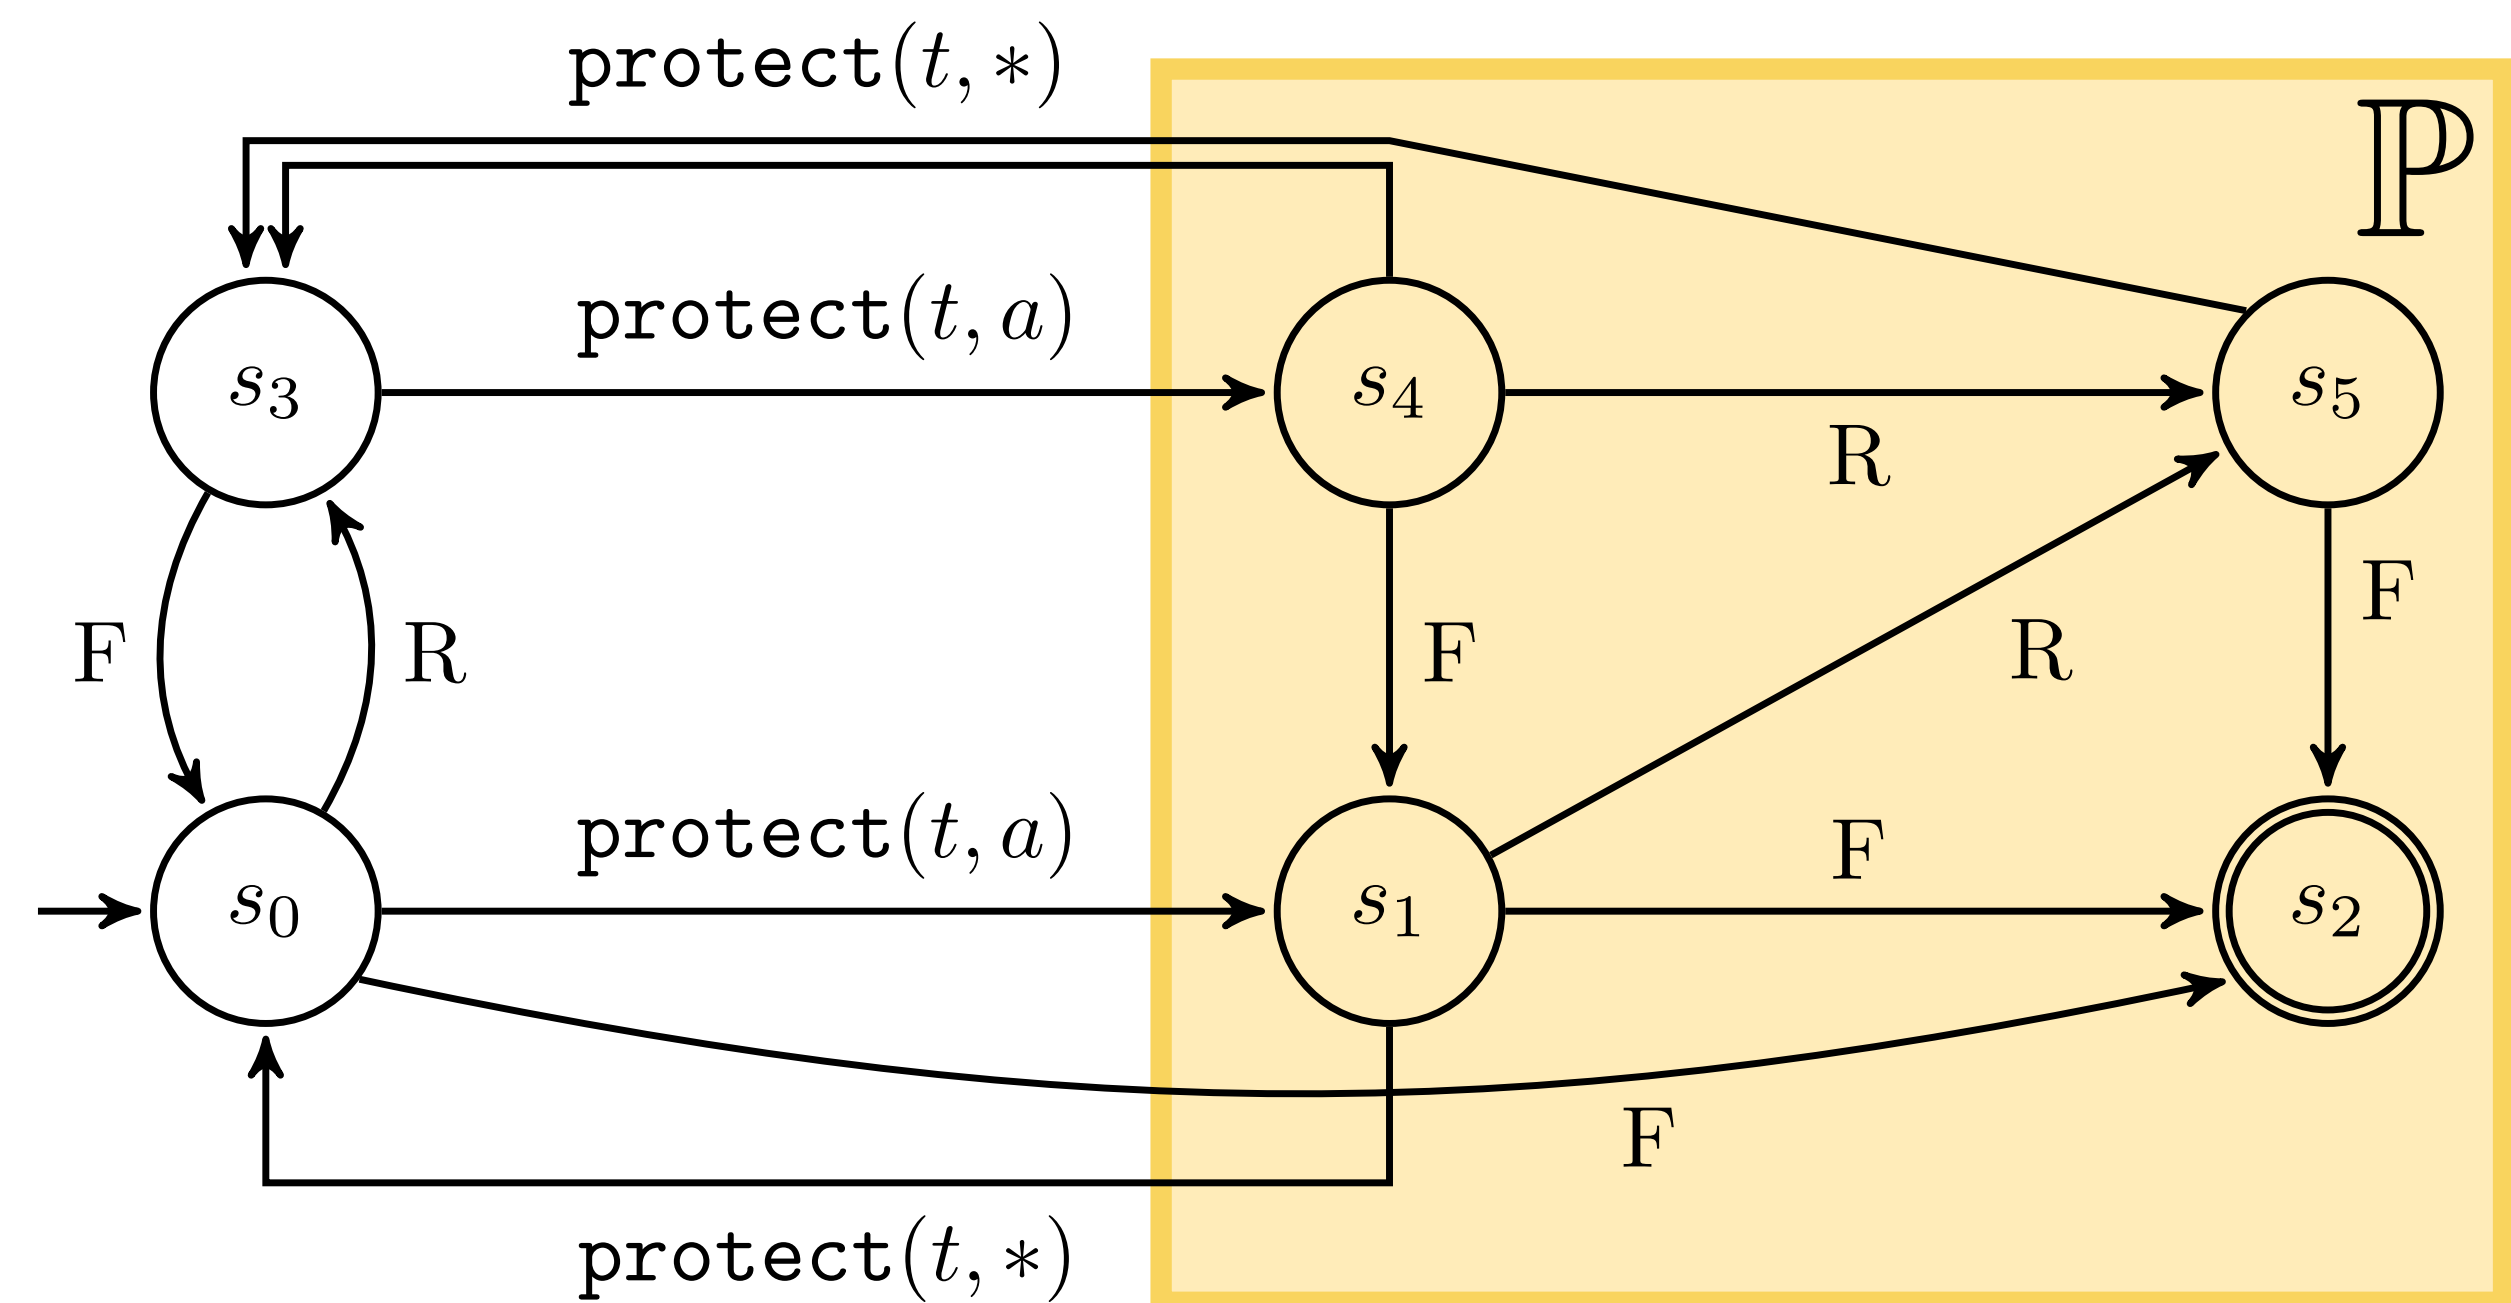 protect(t, *)
ℙ
protect(t, a)
s3
s4
s5
R
F
F
R
F
R
protect(t, a)
F
s0
s1
s2
F
protect(t, *)